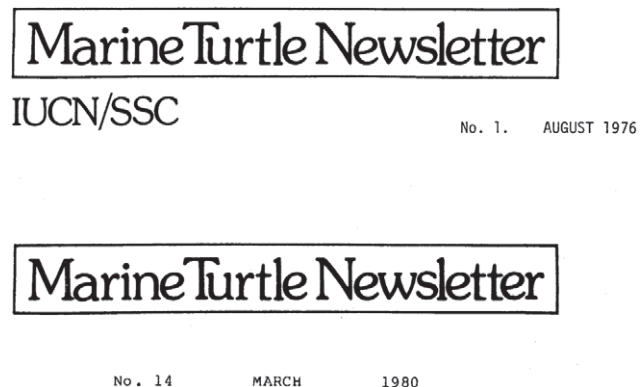 Marine Turtle Newsletter
IUCN/SSC
No. 1. AUGUST 1976
Marine Turtle Newsletter
No. 14 MARCH 1980